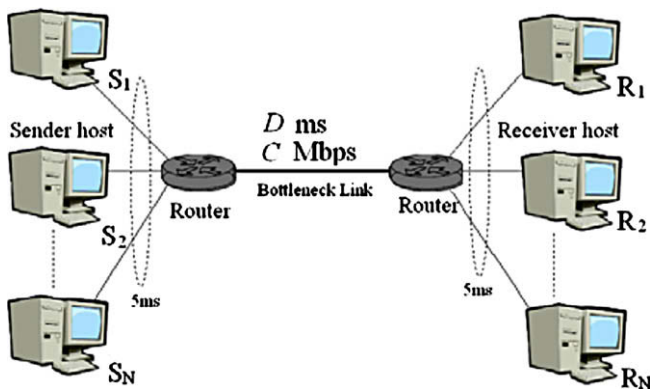 S1
R1
Sender host
D ms
C Mbps
Receiver host
Bottleneck Link
Router
Router
S2
R2
5ms
5ms
SN
RN